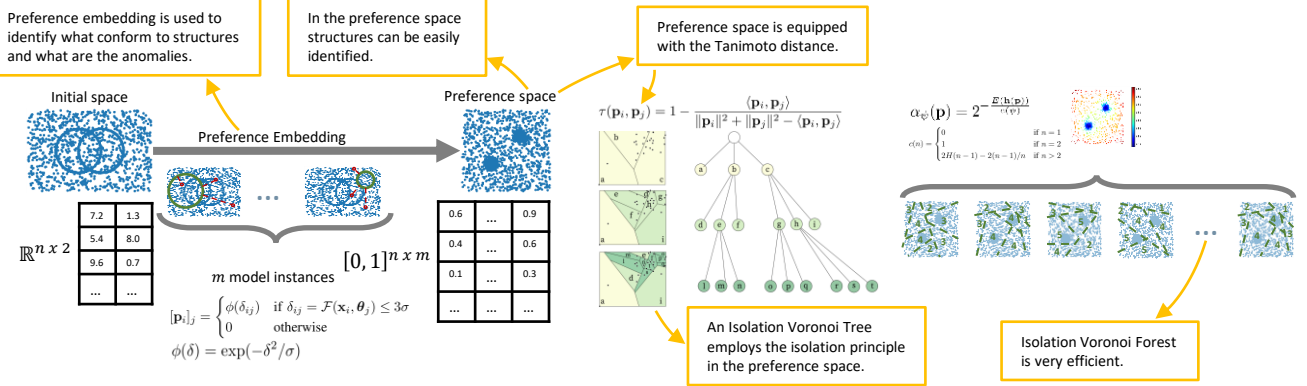 Preference embedding is used to
identify what conform to structures
and what are the anomalies.
In the preference space
structures can be easily
identified.
Preference space is equipped
with the Tanimoto distance.
Initial space
Preference Embedding
Preference space
...
ℝⁿ ˣ ²
7.2 1.3
5.4 8.0
9.6 0.7
... ...
m model instances
[0, 1]ⁿ ˣ ᵐ
0.6 ... 0.9
0.4 ... 0.6
0.1 ... 0.3
... ... ...
[p_i]_j = { φ(δ_ij) if δ_ij = F(x_i, θ_j) ≤ 3σ
0 otherwise
φ(δ) = exp(−δ²/σ)
τ(p_i, p_j) = 1 − ⟨p_i, p_j⟩ / (‖p_i‖² + ‖p_j‖² − ⟨p_i, p_j⟩)
b
a c
e d f g
h
a i
d
a i
a b c
d e f g h i
l m n o p q r s t
An Isolation Voronoi Tree
employs the isolation principle
in the preference space.
α_ψ(p) = 2^(−E(h(p))/c(ψ))
c(n) = { 0 if n = 1
1 if n = 2
2H(n−1) − 2(n−1)/n if n > 2
...
Isolation Voronoi Forest
is very efficient.